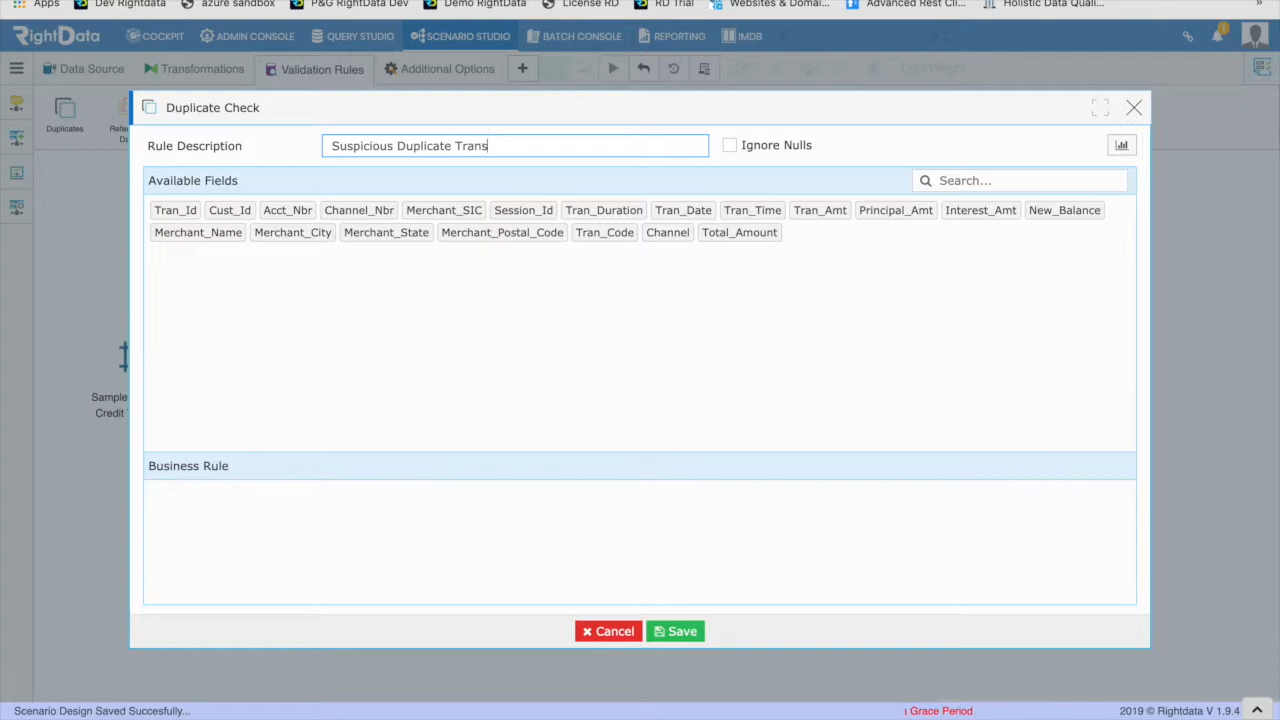 Apps Dev Rightdata azure sandbox P&G RightData Dev Demo RightData License RD RD Trial Websites & Domai... Advanced Rest Cli... Holistic Data Quali... »
RightData COCKPIT ADMIN CONSOLE QUERY STUDIO SCENARIO STUDIO BATCH CONSOLE REPORTING IMDB
Data Source Transformations Validation Rules Additional Options +
Duplicate Check
Duplicates
Rule Description Suspicious Duplicate Trans Ignore Nulls
Available Fields Search...
Tran_Id Cust_Id Acct_Nbr Channel_Nbr Merchant_SIC Session_Id Tran_Duration Tran_Date Tran_Time Tran_Amt Principal_Amt Interest_Amt New_Balance
Merchant_Name Merchant_City Merchant_State Merchant_Postal_Code Tran_Code Channel Total_Amount
Sample
Credit
Business Rule
Cancel Save
Scenario Design Saved Succesfully... Grace Period 2019 © Rightdata V 1.9.4